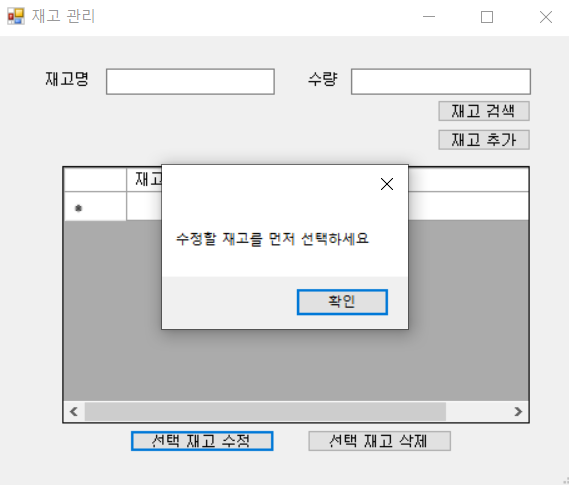 재고 관리
재고명
수량
재고 검색
재고 추가
재고
수정할 재고를 먼저 선택하세요
확인
선택 재고 수정
선택 재고 삭제